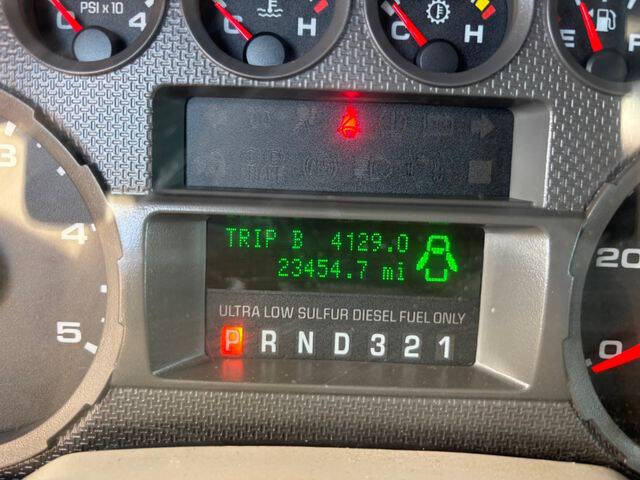 PSI x 10 4
C H
C H
E F
3
4
5
TRIP B 4129.0
23454.7 mi
ULTRA LOW SULFUR DIESEL FUEL ONLY
P R N D 3 2 1
20
0